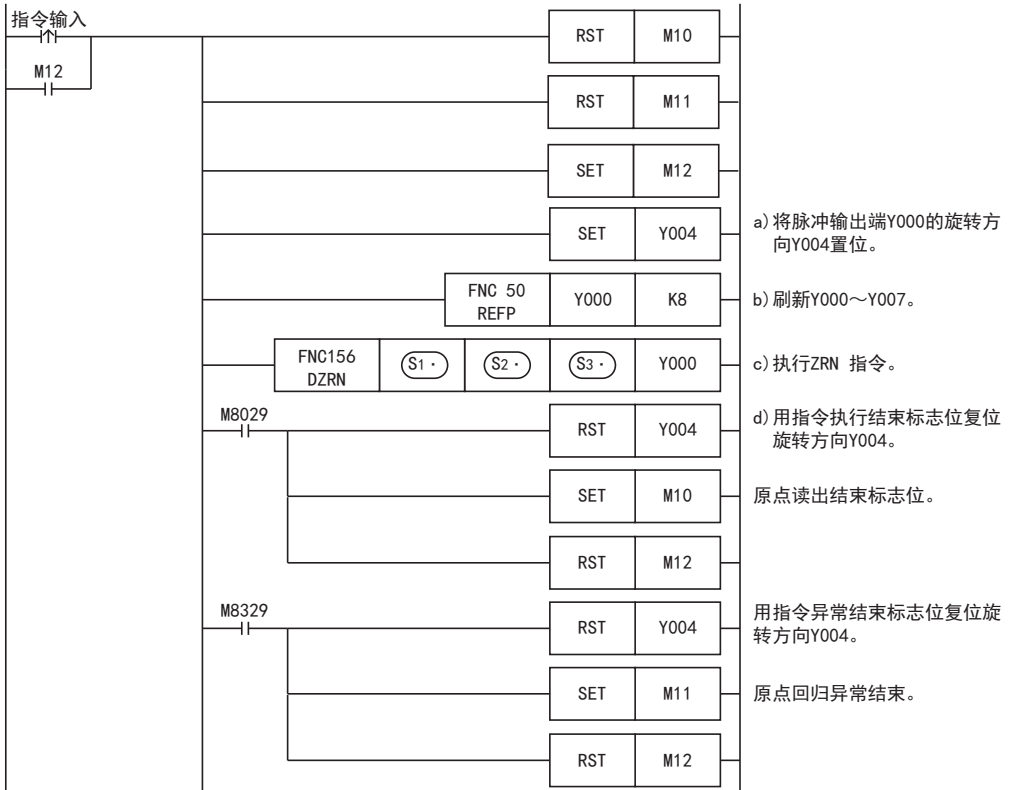 指令输入
RST M10
M12
RST M11
SET M12
SET Y004
a)将脉冲输出端Y000的旋转方
向Y004置位。
FNC 50
REFP
Y000 K8
b)刷新Y000～Y007。
FNC156
DZRN
S1· S2· S3· Y000
c)执行ZRN 指令。
M8029
RST Y004
d)用指令执行结束标志位复位
旋转方向Y004。
SET M10
原点读出结束标志位。
RST M12
M8329
RST Y004
用指令异常结束标志位复位旋
转方向Y004。
SET M11
原点回归异常结束。
RST M12